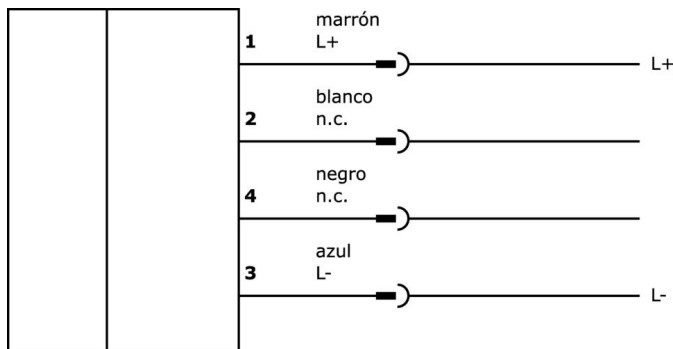 marrón
1 L+
L+
blanco
2 n.c.
negro
4 n.c.
azul
3 L-
L-